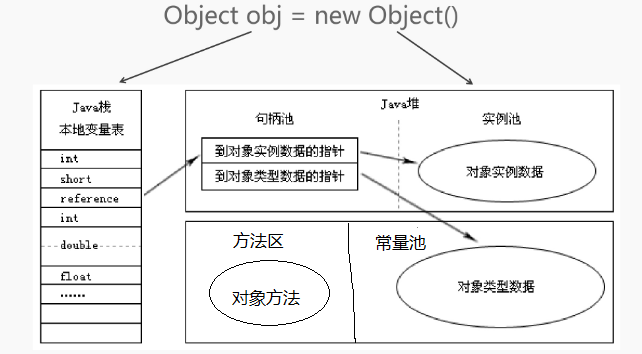 Object obj = new Object()
Java栈
本地变量表
int
short
reference
int
double
float
……
Java堆
句柄池
实例池
到对象实例数据的指针
到对象类型数据的指针
对象实例数据
方法区
常量池
对象方法
对象类型数据